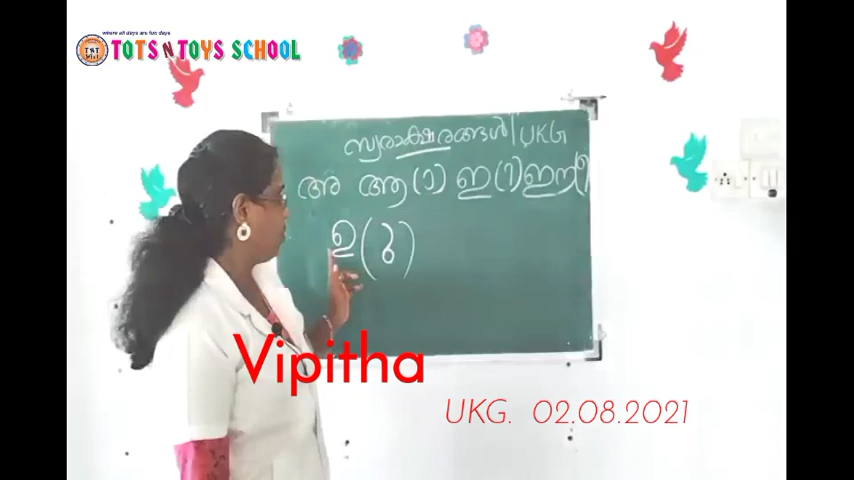 where all days are fun days
TOTS N TOYS SCHOOL
സ്വരാക്ഷരങ്ങൾ|UKG
അ ആ(ാ) ഇ(ി) ഈ(ീ)
ഉ(ു)
Vipitha
UKG. 02.08.2021